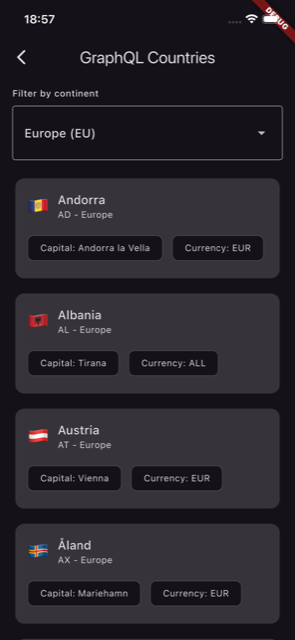 18:57
DEBUG
GraphQL Countries
Filter by continent
Europe (EU)
Andorra
AD - Europe
Capital: Andorra la Vella
Currency: EUR
Albania
AL - Europe
Capital: Tirana
Currency: ALL
Austria
AT - Europe
Capital: Vienna
Currency: EUR
Åland
AX - Europe
Capital: Mariehamn
Currency: EUR